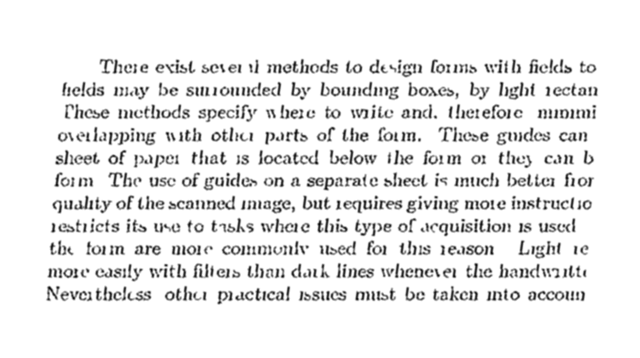 There exist several methods to design forms with fields to
fields may be surrounded by bounding boxes, by light rectan
These methods specify where to write and, therefore minimi
overlapping with other parts of the form. These guides can
sheet of paper that is located below the form or they can b
form The use of guides on a separate sheet is much better from
quality of the scanned image, but requires giving more instructio
restricts its use to tasks where this type of acquisition is used
the form are more commonly used for this reason Light re
more easily with filters than dark lines whenever the handwritte
Nevertheless other practical issues must be taken into accoun